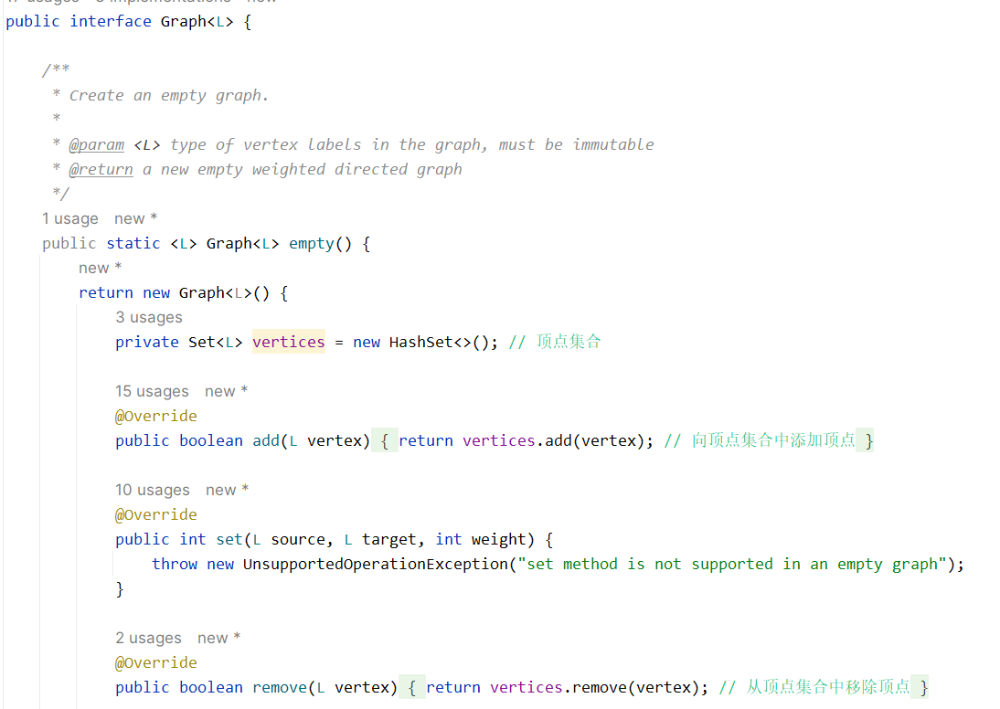 public interface Graph<L> {
/**
* Create an empty graph.
*
* @param <L> type of vertex labels in the graph, must be immutable
* @return a new empty weighted directed graph
*/
1 usage new *
public static <L> Graph<L> empty() {
new *
return new Graph<L>() {
3 usages
private Set<L> vertices = new HashSet<>(); // 顶点集合
15 usages new *
@Override
public boolean add(L vertex) { return vertices.add(vertex); // 向顶点集合中添加顶点 }
10 usages new *
@Override
public int set(L source, L target, int weight) {
throw new UnsupportedOperationException("set method is not supported in an empty graph");
}
2 usages new *
@Override
public boolean remove(L vertex) { return vertices.remove(vertex); // 从顶点集合中移除顶点 }